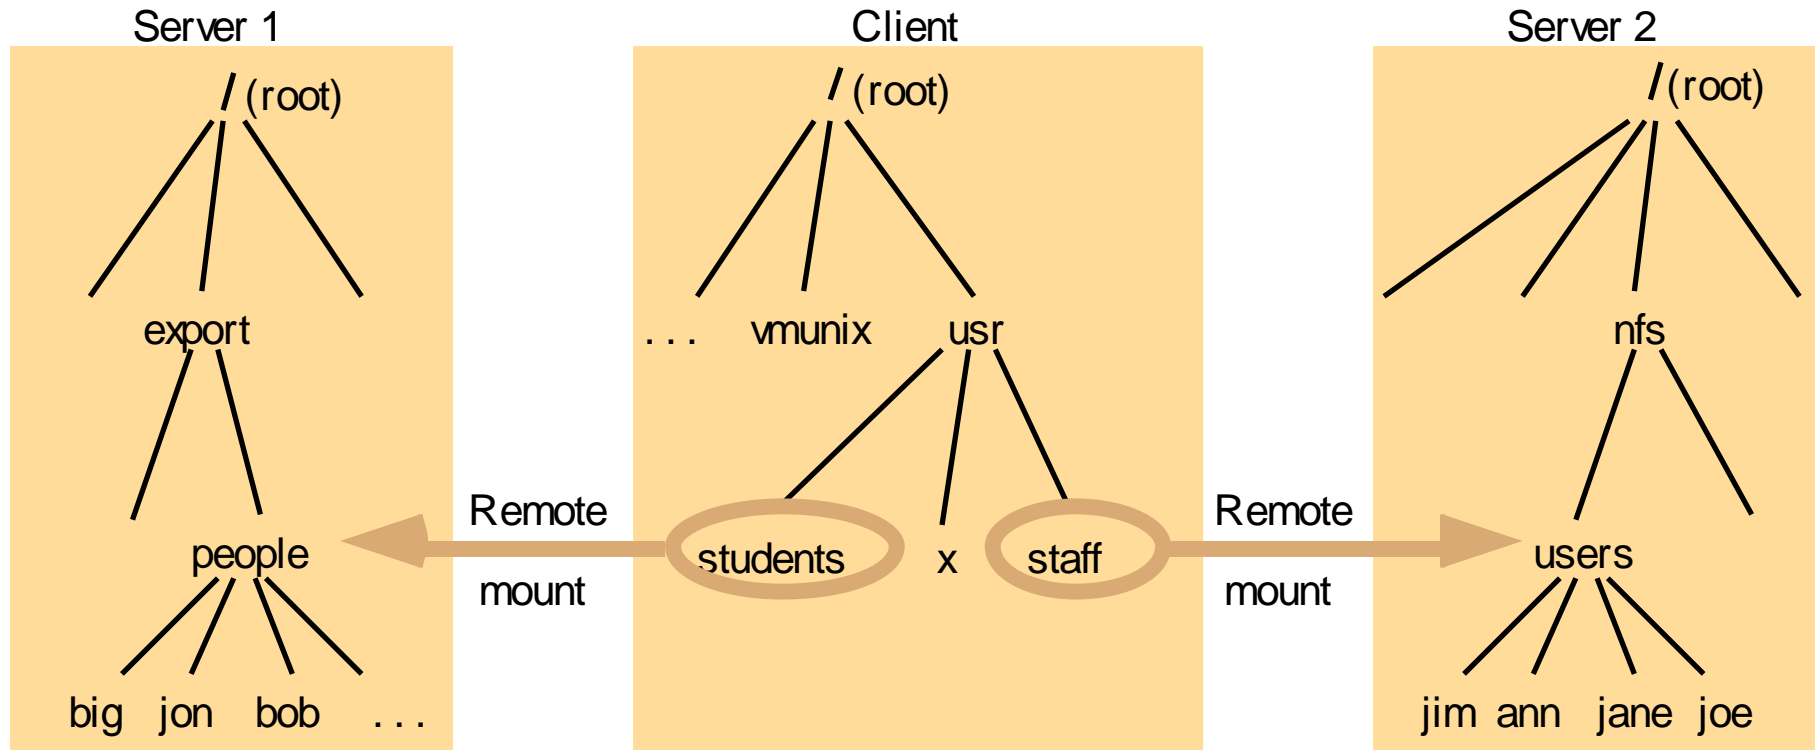 Server 1
Client
Server 2
/ (root)
/ (root)
/ (root)
export
. . .
vmunix
usr
nfs
Remote
mount
Remote
mount
people
students
x
staff
users
big
jon
bob
. . .
jim
ann
jane
joe